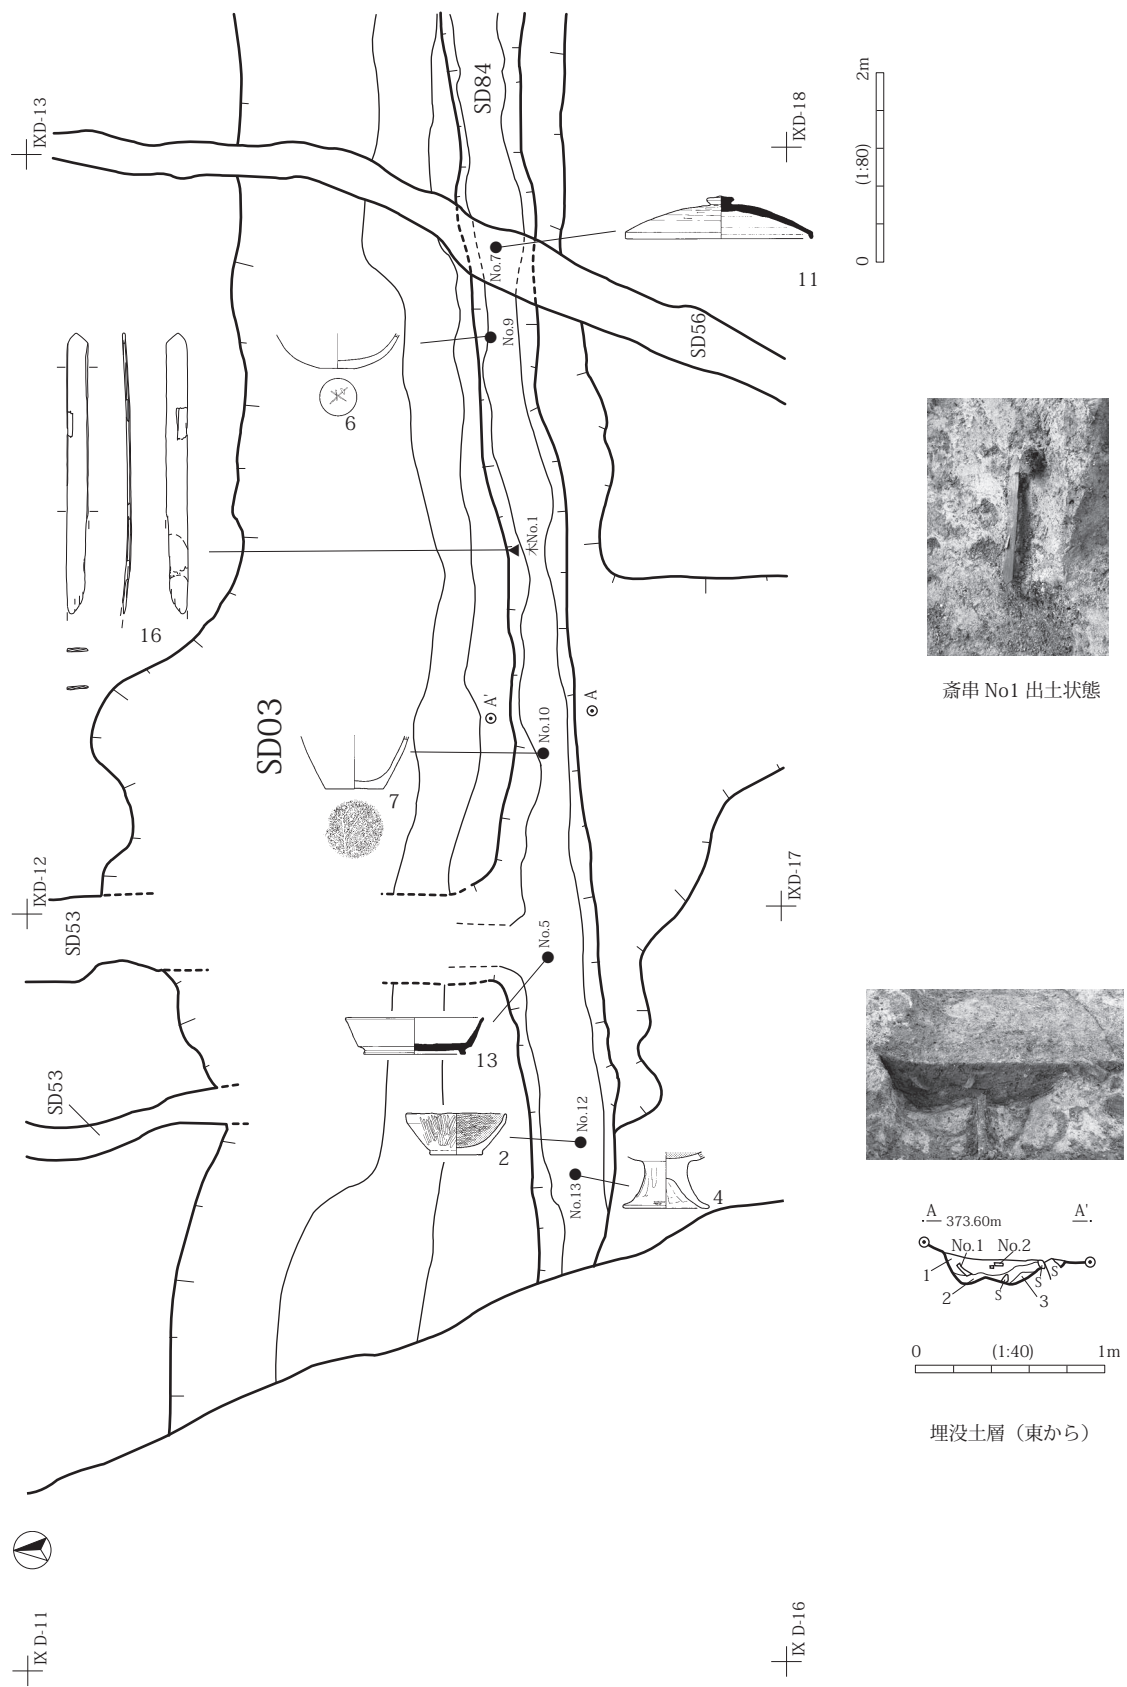 IXD-13
SD84
IXD-18
2m
(1:80)
0
No.7
11
No.9
SD56
6
木No.1
16
斎串 No1 出土状態
A'
A
SD03
No.10
7
IXD-12
IXD-17
SD53
No.5
13
SD53
No.12
2
No.13
4
A 373.60m A'
No.1 No.2
1
2
S
S
S
3
0 (1:40) 1m
埋没土層（東から）
IX D-11
IX D-16